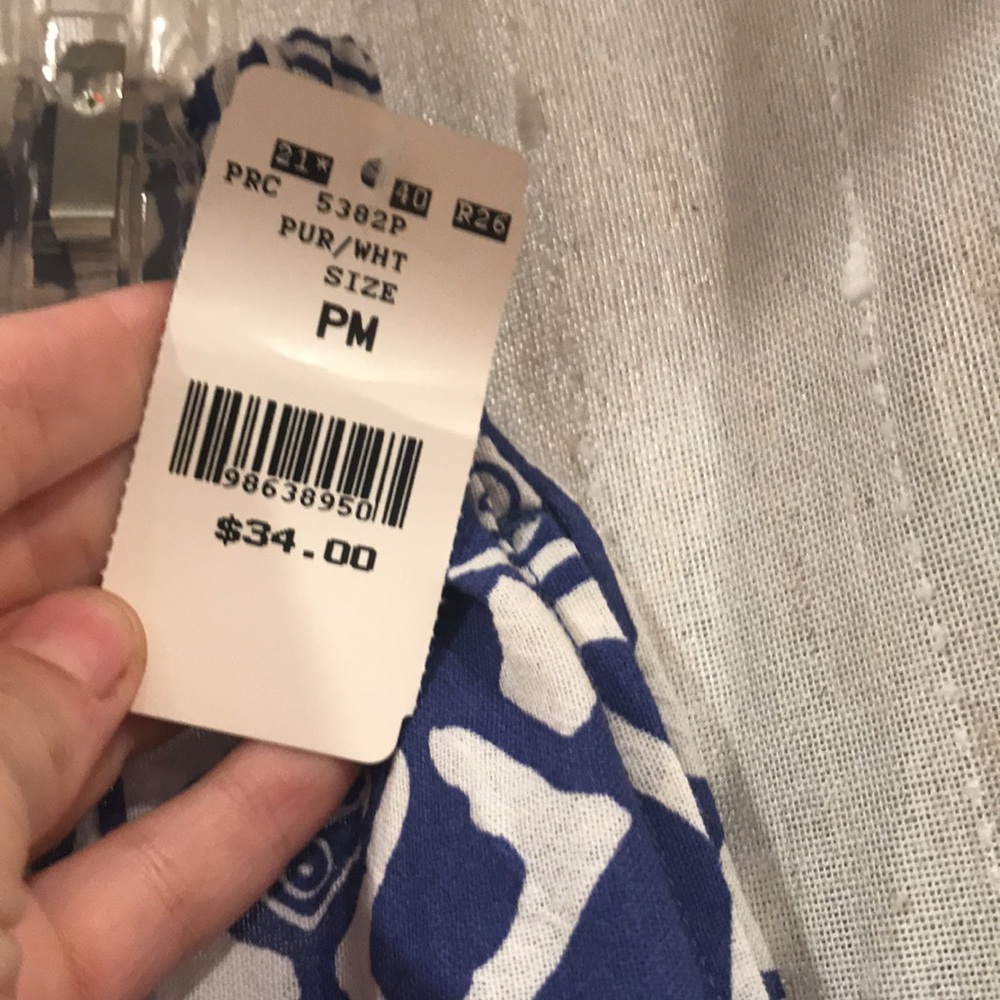 21* 40 R26
PRC 5382P
PUR/WHT
SIZE
PM
98638950
$34.00